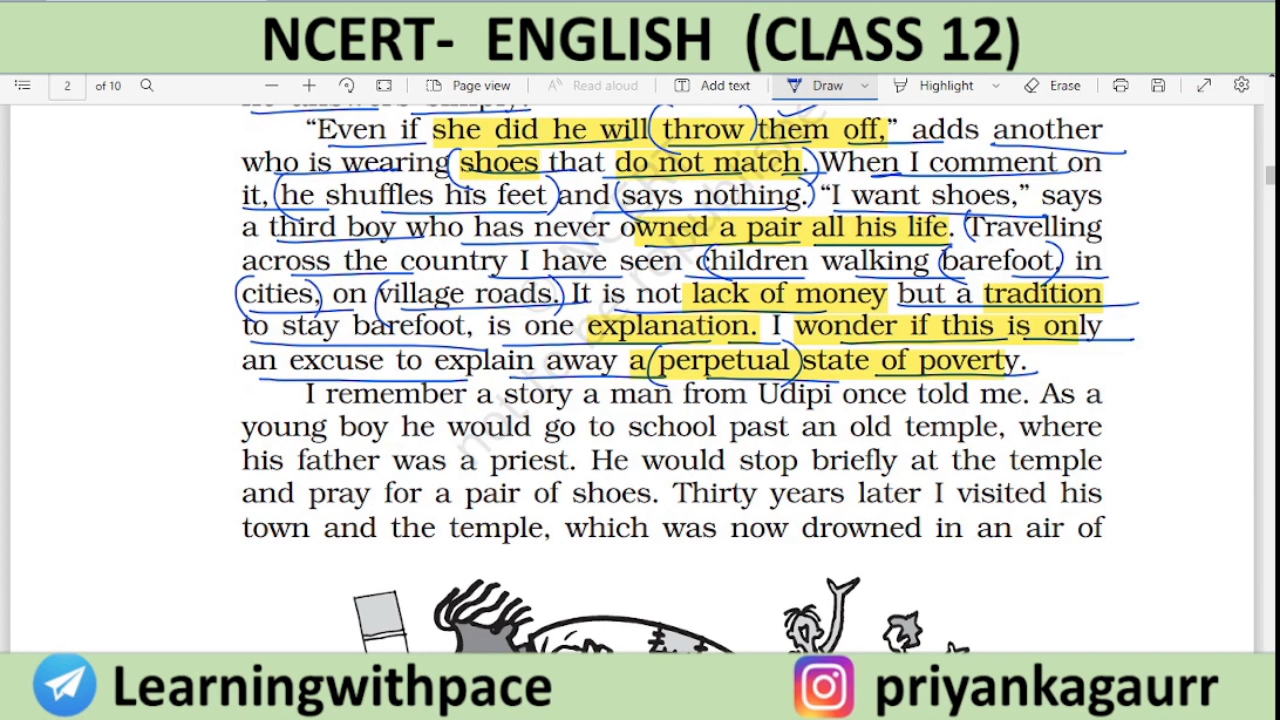 NCERT- ENGLISH (CLASS 12)
2 of 10 Page view Read aloud Add text Draw Highlight Erase
he answers simply.
“Even if she did he will throw them off,” adds another
who is wearing shoes that do not match. When I comment on
it, he shuffles his feet and says nothing. “I want shoes,” says
a third boy who has never owned a pair all his life. Travelling
across the country I have seen children walking barefoot, in
cities, on village roads. It is not lack of money but a tradition
to stay barefoot, is one explanation. I wonder if this is only
an excuse to explain away a perpetual state of poverty.
I remember a story a man from Udipi once told me. As a
young boy he would go to school past an old temple, where
his father was a priest. He would stop briefly at the temple
and pray for a pair of shoes. Thirty years later I visited his
town and the temple, which was now drowned in an air of
Learningwithpace priyankagaurr